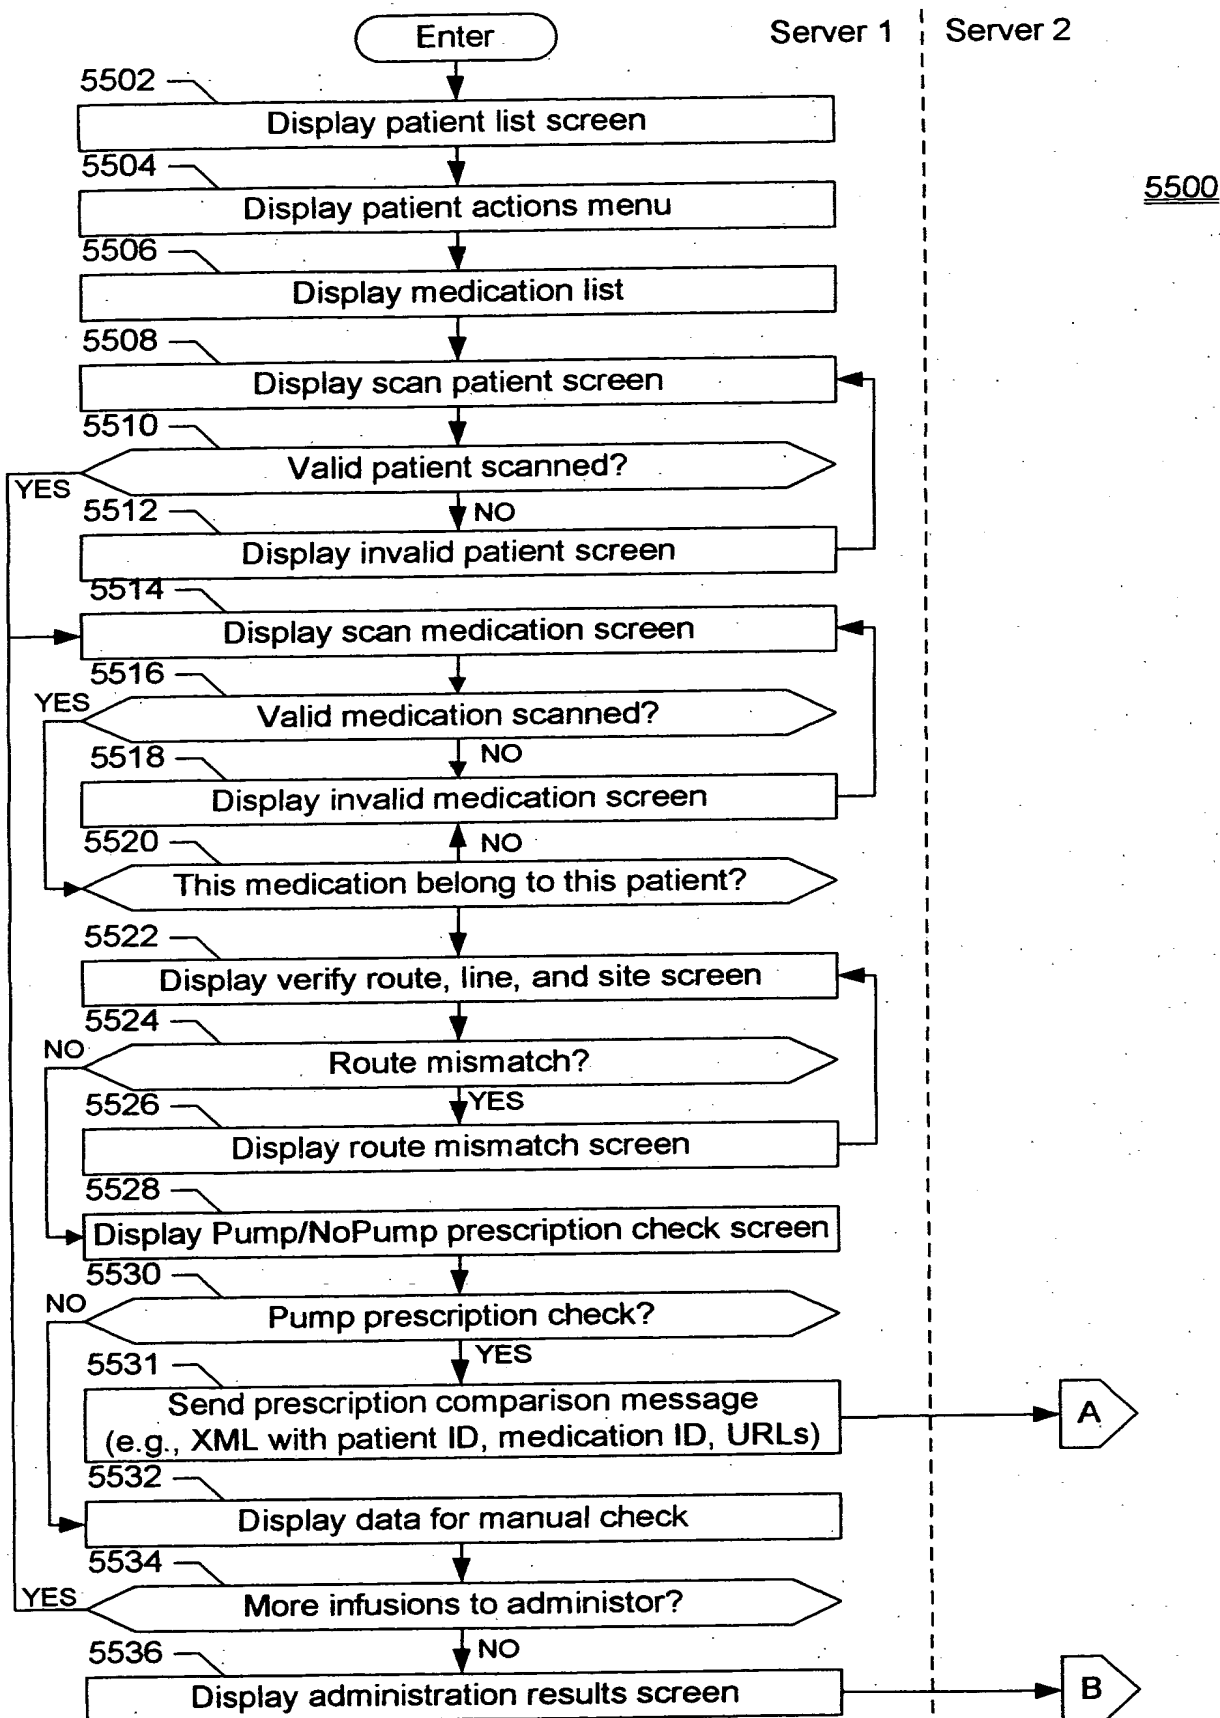 Enter
Server 1
Server 2
5500
5502
Display patient list screen
5504
Display patient actions menu
5506
Display medication list
5508
Display scan patient screen
5510
Valid patient scanned?
YES
NO
5512
Display invalid patient screen
5514
Display scan medication screen
5516
YES
Valid medication scanned?
NO
5518
Display invalid medication screen
NO
5520
This medication belong to this patient?
5522
Display verify route, line, and site screen
5524
NO
Route mismatch?
YES
5526
Display route mismatch screen
5528
Display Pump/NoPump prescription check screen
5530
NO
Pump prescription check?
YES
5531
Send prescription comparison message
(e.g., XML with patient ID, medication ID, URLs)
A
5532
Display data for manual check
5534
YES
More infusions to administor?
NO
5536
Display administration results screen
B